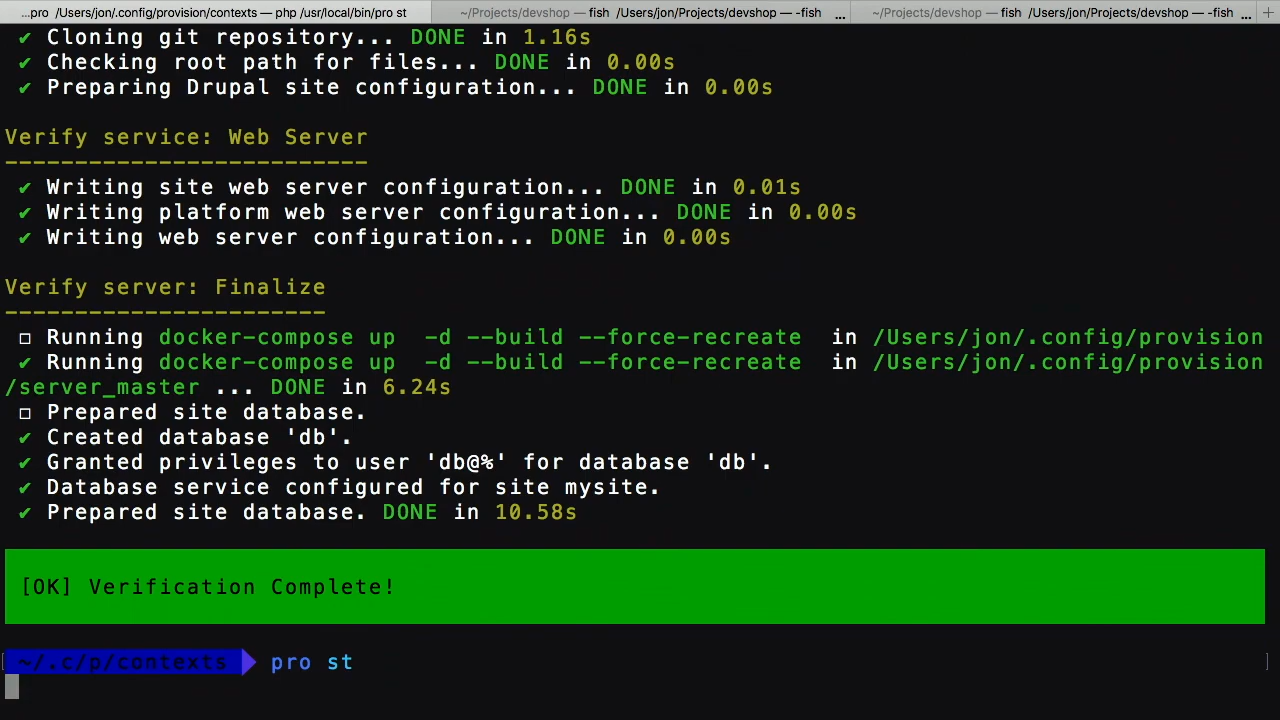 ...pro /Users/jon/.config/provision/contexts — php /usr/local/bin/pro st ~/Projects/devshop — fish /Users/jon/Projects/devshop — -fish ... ~/Projects/devshop — fish /Users/jon/Projects/devshop — -fish ... +
✔ Cloning git repository... DONE in 1.16s
✔ Checking root path for files... DONE in 0.00s
✔ Preparing Drupal site configuration... DONE in 0.00s
Verify service: Web Server
--------------------------
✔ Writing site web server configuration... DONE in 0.01s
✔ Writing platform web server configuration... DONE in 0.00s
✔ Writing web server configuration... DONE in 0.00s
Verify server: Finalize
-----------------------
□ Running docker-compose up  -d --build --force-recreate  in /Users/jon/.config/provision
✔ Running docker-compose up  -d --build --force-recreate  in /Users/jon/.config/provision
/server_master ... DONE in 6.24s
□ Prepared site database.
✔ Created database 'db'.
✔ Granted privileges to user 'db@%' for database 'db'.
✔ Database service configured for site mysite.
✔ Prepared site database. DONE in 10.58s
[OK] Verification Complete!
~/.c/p/contexts pro st